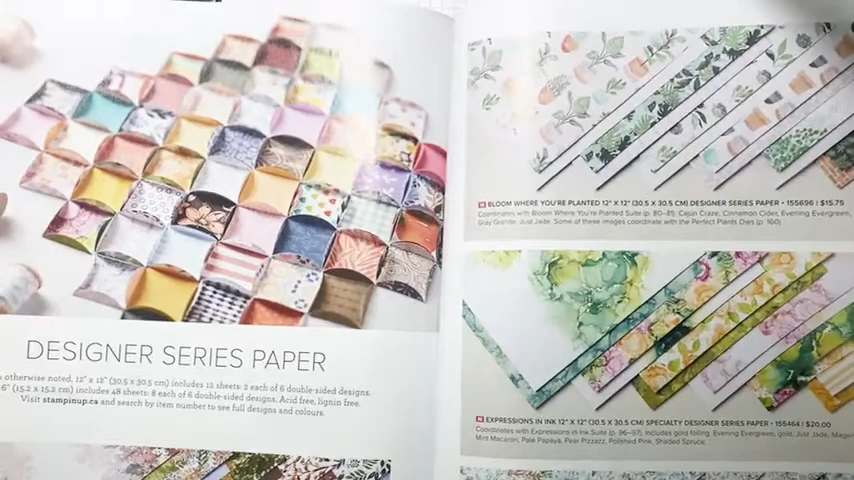 DESIGNER SERIES PAPER
otherwise noted, 12" x 12" (30.5 x 30.5 cm) includes 12 sheets: 2 each of 6 double-sided designs.
6" (15.2 x 15.2 cm) includes 48 sheets: 8 each of 6 double-sided designs. Acid free, lignin free.
Visit stampinup.ca and search by item number to see full designs and colours.
N BLOOM WHERE YOU'RE PLANTED 12" X 12" (30.5 X 30.5 CM) DESIGNER SERIES PAPER • 155696 | $15.75
Coordinates with Bloom Where You're Planted Suite (p. 80–81). Cajun Craze, Cinnamon Cider, Evening Evergreen,
Gray Granite, Just Jade. Some of these images coordinate with the Perfect Plants Dies (p. 160)
N EXPRESSIONS IN INK 12" X 12" (30.5 X 30.5 CM) SPECIALTY DESIGNER SERIES PAPER • 155464 | $20.00
Coordinates with Expressions in Ink Suite (p. 96–97). Includes gold foiling. Evening Evergreen, gold, Just Jade,
Mint Macaron, Pale Papaya, Pear Pizzazz, Polished Pink, Shaded Spruce.